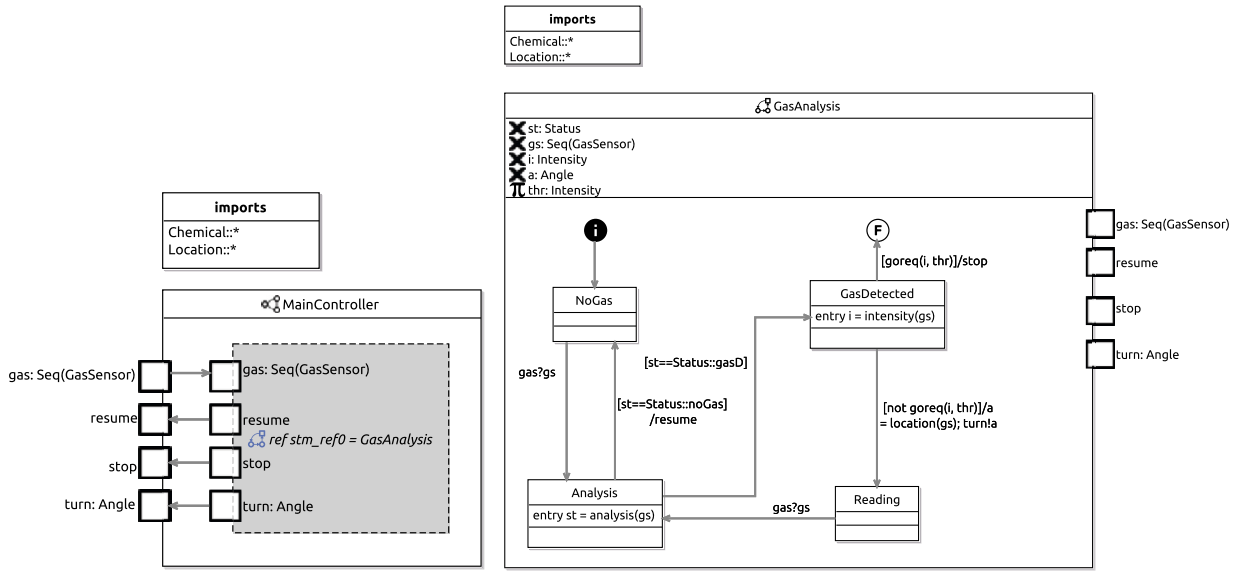 imports
Chemical::*
Location::*
MainController
gas: Seq(GasSensor)
resume
stop
turn: Angle
gas: Seq(GasSensor)
resume
ref stm_ref0 = GasAnalysis
stop
turn: Angle
imports
Chemical::*
Location::*
GasAnalysis
st: Status
gs: Seq(GasSensor)
i: Intensity
a: Angle
π thr: Intensity
i
NoGas
gas?gs
[st==Status::noGas]
/resume
[st==Status::gasD]
Analysis
entry st = analysis(gs)
F
[goreq(i, thr)]/stop
GasDetected
entry i = intensity(gs)
[not goreq(i, thr)]/a
= location(gs); turn!a
Reading
gas?gs
gas: Seq(GasSensor)
resume
stop
turn: Angle